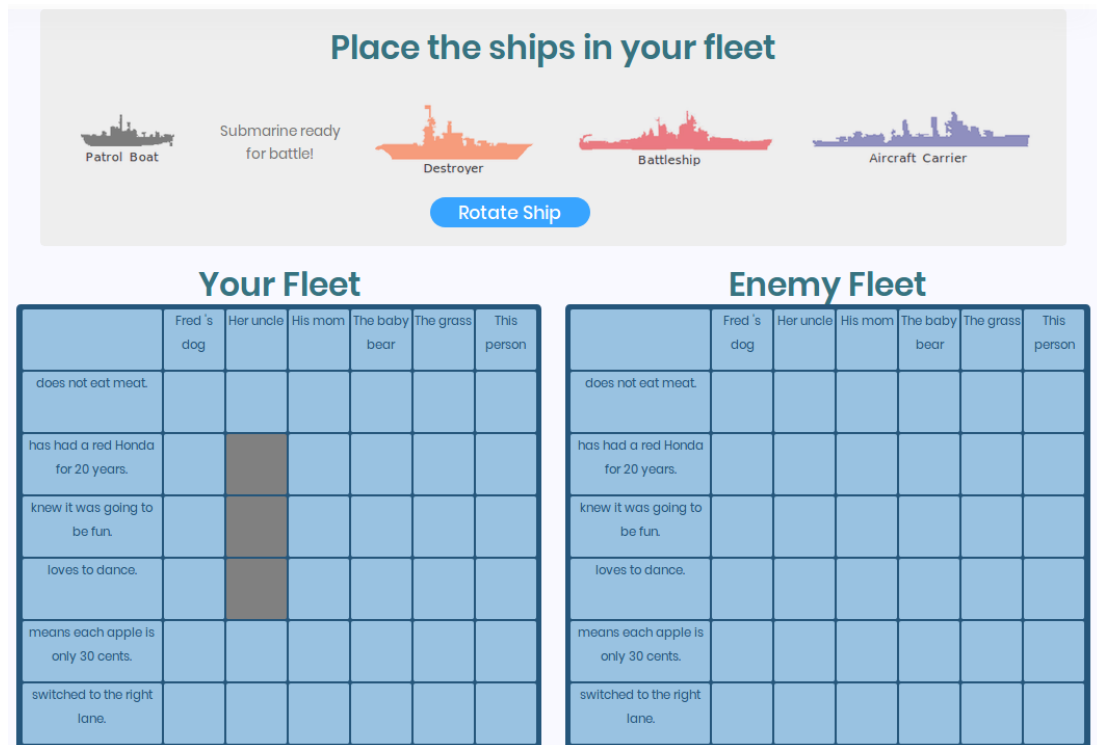 Place the ships in your fleet
Patrol Boat
Submarine ready
for battle!
Destroyer
Battleship
Aircraft Carrier
Rotate Ship
Your Fleet
Fred 's
dog
Her uncle
His mom
The baby
bear
The grass
This
person
does not eat meat.
has had a red Honda
for 20 years.
knew it was going to
be fun.
loves to dance.
means each apple is
only 30 cents.
switched to the right
lane.
Enemy Fleet
Fred 's
dog
Her uncle
His mom
The baby
bear
The grass
This
person
does not eat meat.
has had a red Honda
for 20 years.
knew it was going to
be fun.
loves to dance.
means each apple is
only 30 cents.
switched to the right
lane.